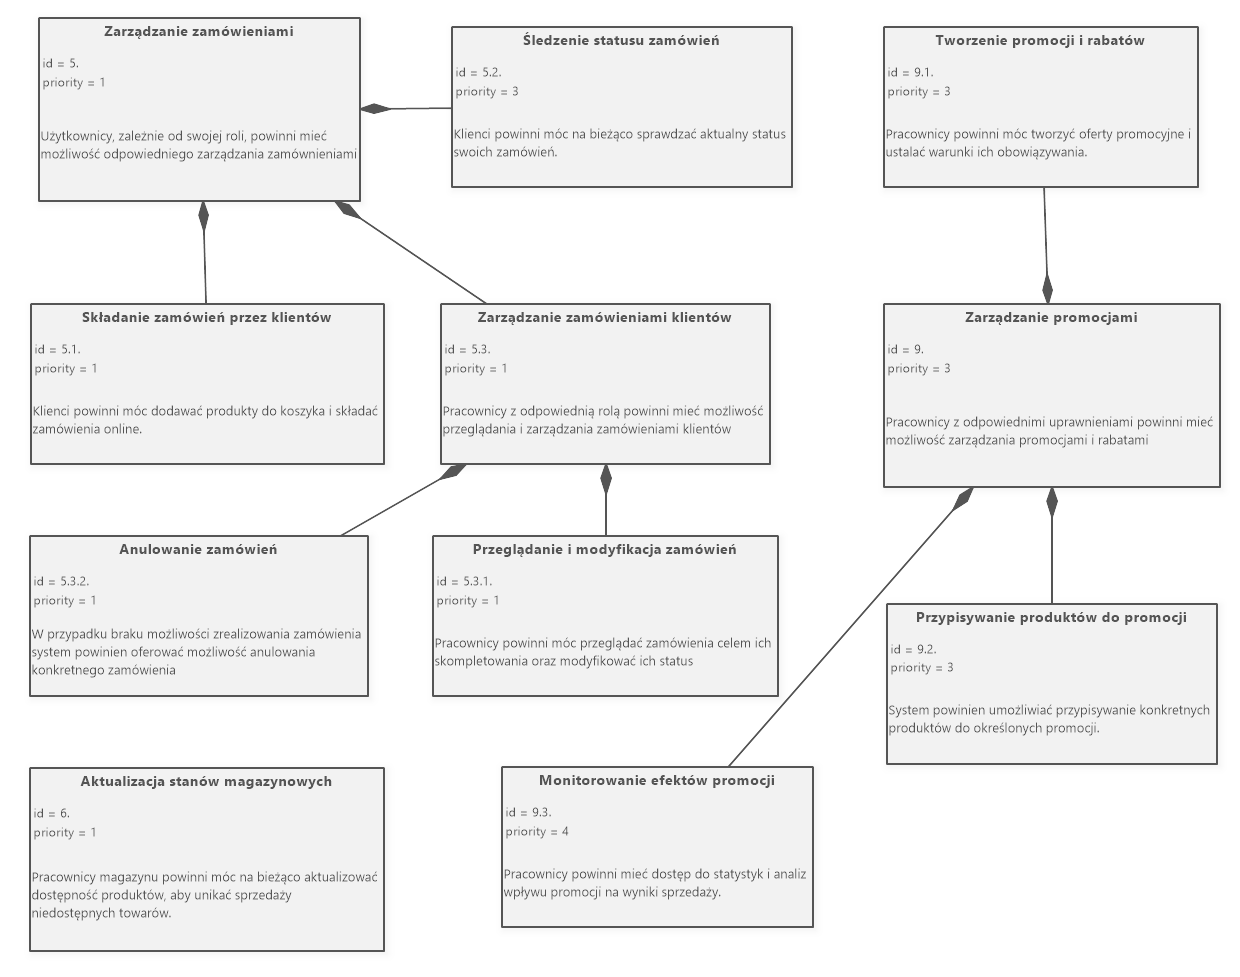 Zarządzanie zamówieniami
id = 5.
priority = 1
Użytkownicy, zależnie od swojej roli, powinni mieć
możliwość odpowiedniego zarządzania zamównieniami
Śledzenie statusu zamówień
id = 5.2.
priority = 3
Klienci powinni móc na bieżąco sprawdzać aktualny status
swoich zamówień.
Tworzenie promocji i rabatów
id = 9.1.
priority = 3
Pracownicy powinni móc tworzyć oferty promocyjne i
ustalać warunki ich obowiązywania.
Składanie zamówień przez klientów
id = 5.1.
priority = 1
Klienci powinni móc dodawać produkty do koszyka i składać
zamówienia online.
Zarządzanie zamówieniami klientów
id = 5.3.
priority = 1
Pracownicy z odpowiednią rolą powinni mieć możliwość
przeglądania i zarządzania zamówieniami klientów
Zarządzanie promocjami
id = 9.
priority = 3
Pracownicy z odpowiednimi uprawnieniami powinni mieć
możliwość zarządzania promocjami i rabatami
Anulowanie zamówień
id = 5.3.2.
priority = 1
W przypadku braku możliwości zrealizowania zamówienia
system powinien oferować możliwość anulowania
konkretnego zamówienia
Przeglądanie i modyfikacja zamówień
id = 5.3.1.
priority = 1
Pracownicy powinni móc przeglądać zamówienia celem ich
skompletowania oraz modyfikować ich status
Przypisywanie produktów do promocji
id = 9.2.
priority = 3
System powinien umożliwiać przypisywanie konkretnych
produktów do określonych promocji.
Aktualizacja stanów magazynowych
id = 6.
priority = 1
Pracownicy magazynu powinni móc na bieżąco aktualizować
dostępność produktów, aby unikać sprzedaży
niedostępnych towarów.
Monitorowanie efektów promocji
id = 9.3.
priority = 4
Pracownicy powinni mieć dostęp do statystyk i analiz
wpływu promocji na wyniki sprzedaży.